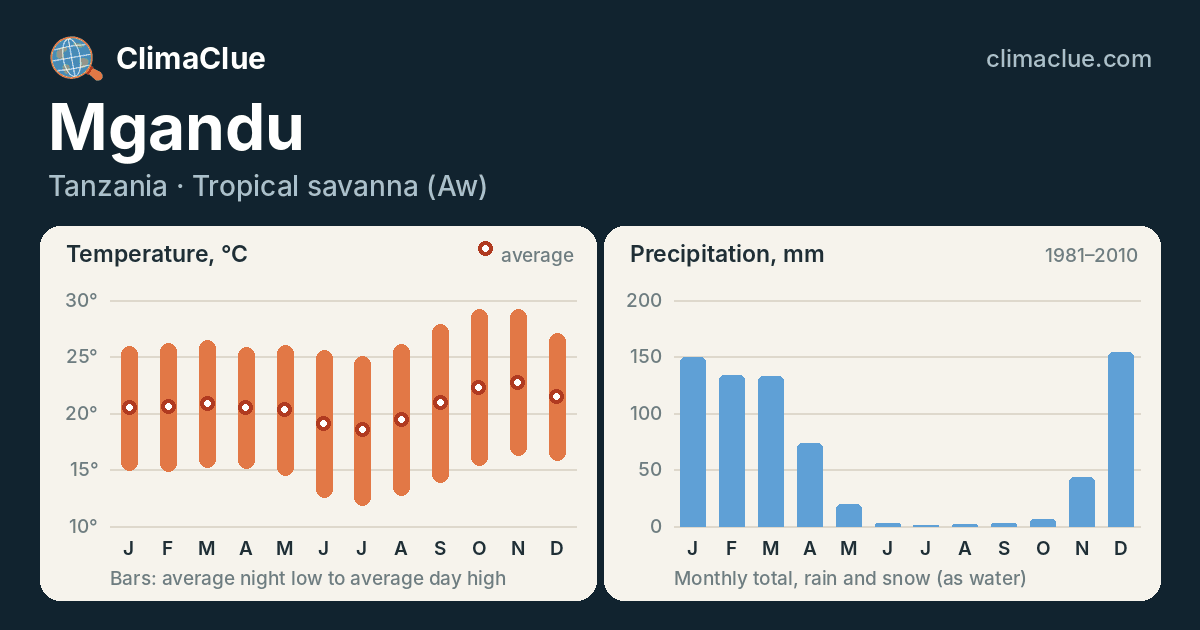 ClimaClue
climaclue.com
Mgandu
Tanzania · Tropical savanna (Aw)
Temperature, °C
average
30°
25°
20°
15°
10°
J F M A M J J A S O N D
Bars: average night low to average day high
Precipitation, mm
1981–2010
200
150
100
50
0
J F M A M J J A S O N D
Monthly total, rain and snow (as water)